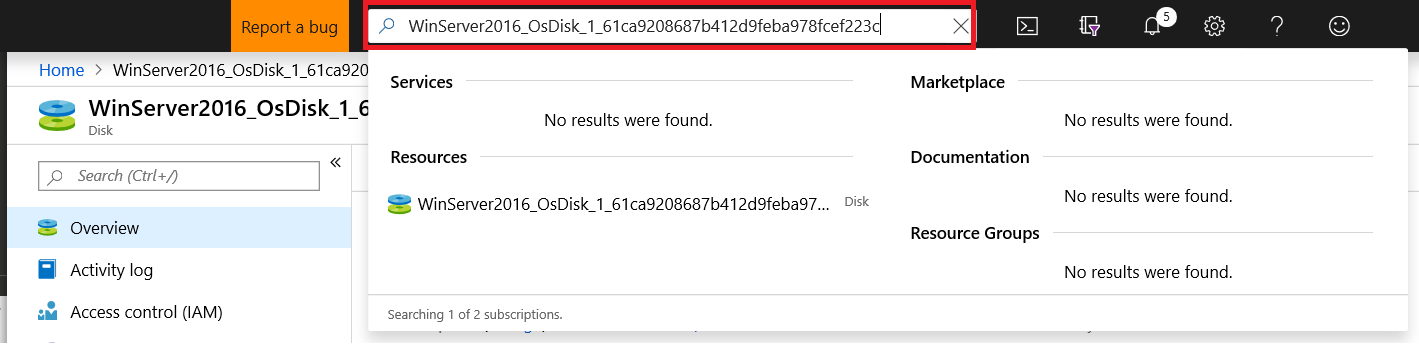 Report a bug
WinServer2016_OsDisk_1_61ca9208687b412d9feba978fcef223c
5
Home > WinServer2016_OsDisk_1_61ca920
WinServer2016_OsDisk_1_6
Disk
Search (Ctrl+/)
«
Overview
Activity log
Access control (IAM)
Services
No results were found.
Resources
WinServer2016_OsDisk_1_61ca9208687b412d9feba97... Disk
Marketplace
No results were found.
Documentation
No results were found.
Resource Groups
No results were found.
Searching 1 of 2 subscriptions.